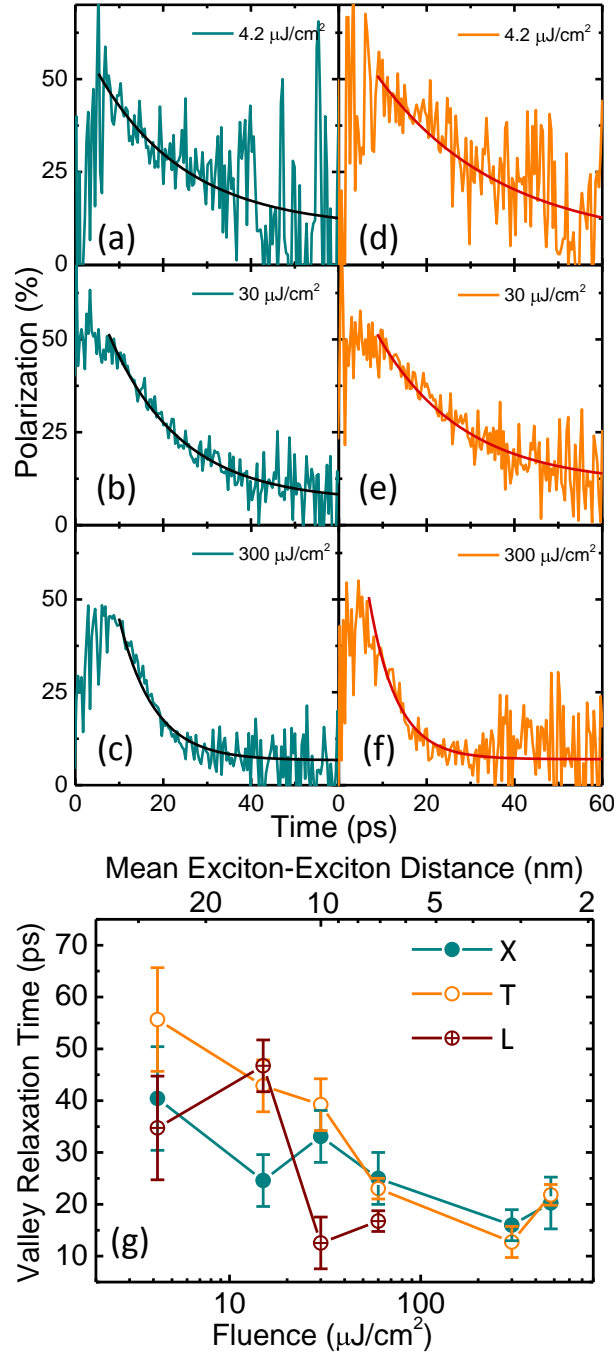 4.2 μJ/cm²
4.2 μJ/cm²
50
25
0
(a)
(d)
30 μJ/cm²
30 μJ/cm²
Polarization (%)
50
25
0
(b)
(e)
300 μJ/cm²
300 μJ/cm²
50
25
0
(c)
(f)
0 20 40 0 20 40 60
Time (ps)
Mean Exciton-Exciton Distance (nm)
20 10 5 2
Valley Relaxation Time (ps)
70
60
50
40
30
20
10
X
T
L
(g)
10 100
Fluence (μJ/cm²)